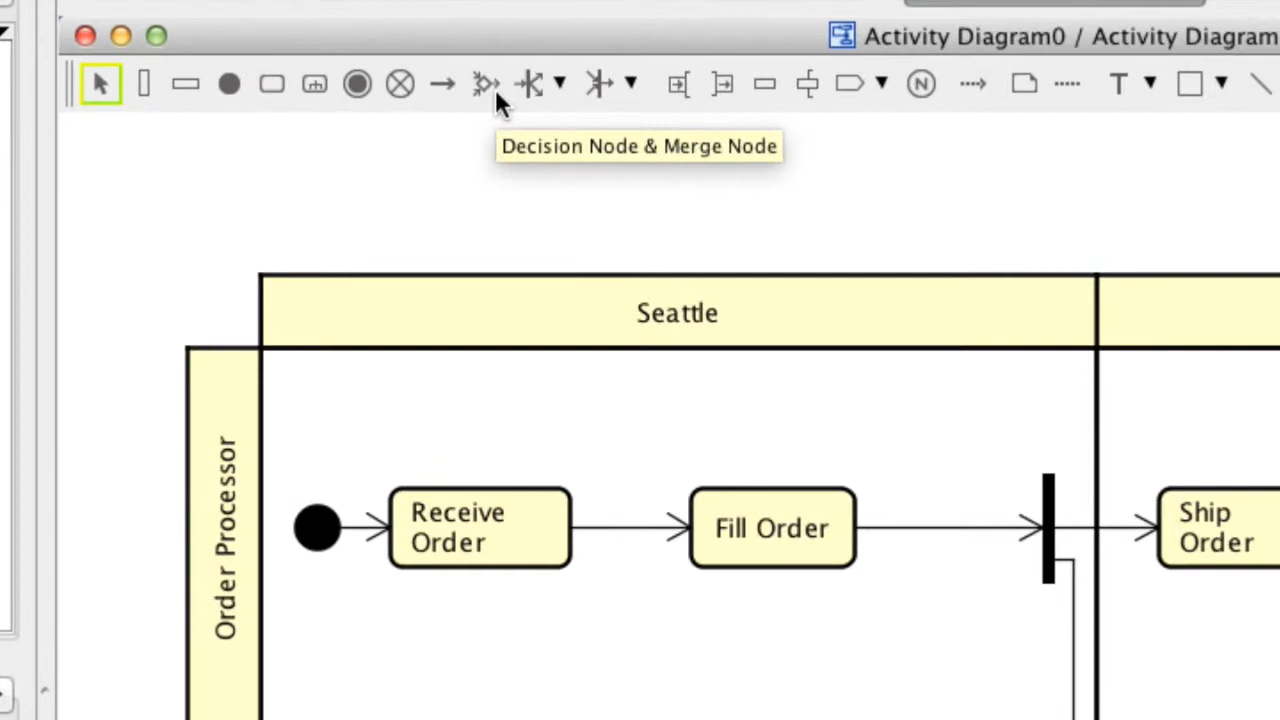 Activity Diagram0 / Activity Diagram
N
T
Decision Node & Merge Node
Seattle
Order Processor
Receive
Order
Fill Order
Ship
Order